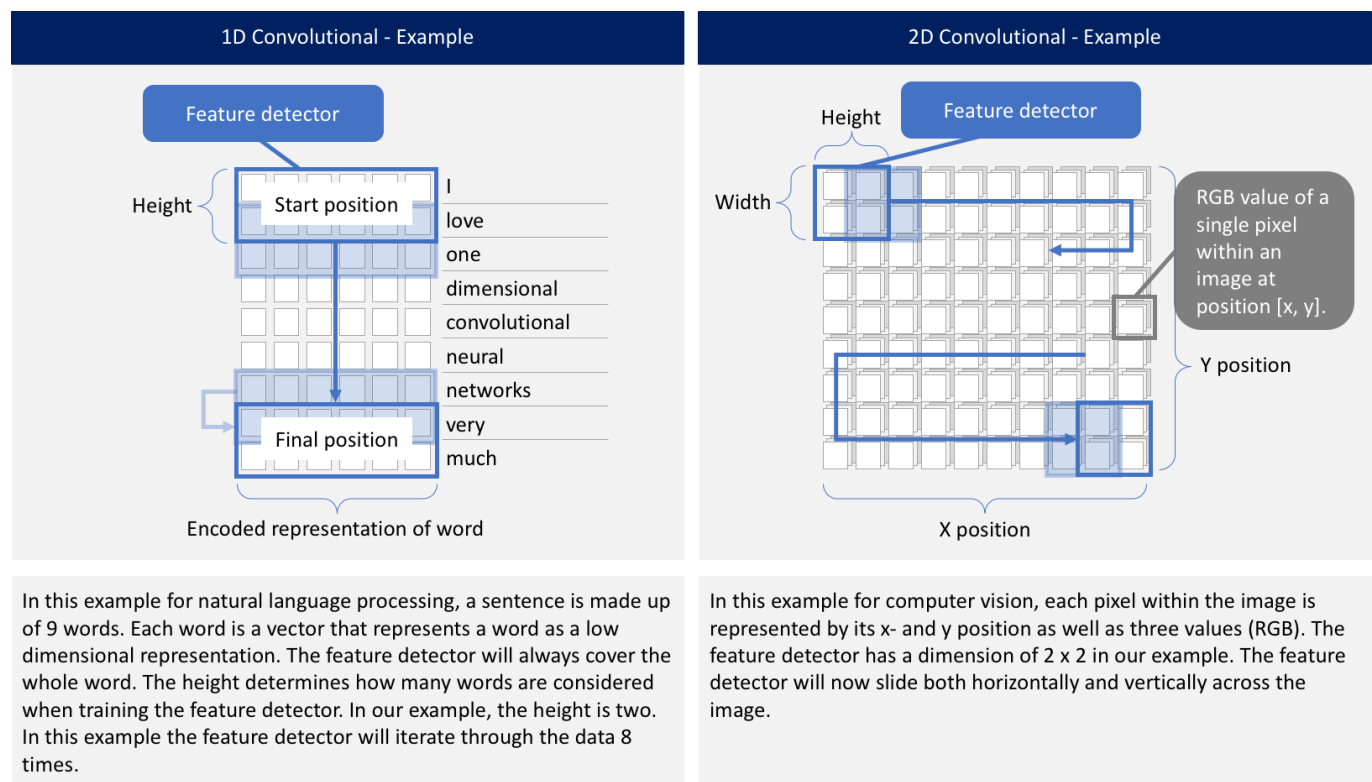 1D Convolutional - Example
Feature detector
Height
Start position
Final position
I
love
one
dimensional
convolutional
neural
networks
very
much
Encoded representation of word
In this example for natural language processing, a sentence is made up
of 9 words. Each word is a vector that represents a word as a low
dimensional representation. The feature detector will always cover the
whole word. The height determines how many words are considered
when training the feature detector. In our example, the height is two.
In this example the feature detector will iterate through the data 8
times.
2D Convolutional - Example
Feature detector
Height
Width
RGB value of a
single pixel
within an
image at
position [x, y].
Y position
X position
In this example for computer vision, each pixel within the image is
represented by its x- and y position as well as three values (RGB). The
feature detector has a dimension of 2 x 2 in our example. The feature
detector will now slide both horizontally and vertically across the
image.